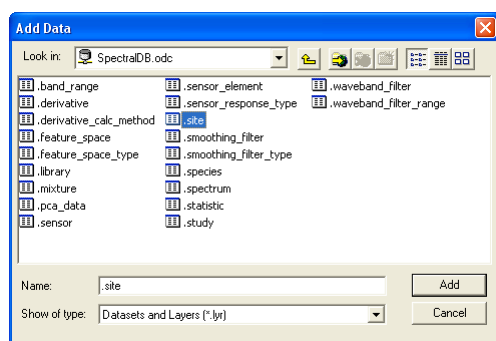 Add Data
Look in: SpectralDB.odc
.band_range
.derivative
.derivative_calc_method
.feature_space
.feature_space_type
.library
.mixture
.pca_data
.sensor
.sensor_element
.sensor_response_type
.site
.smoothing_filter
.smoothing_filter_type
.species
.spectrum
.statistic
.study
.waveband_filter
.waveband_filter_range
Name: .site
Add
Show of type: Datasets and Layers (*.lyr)
Cancel